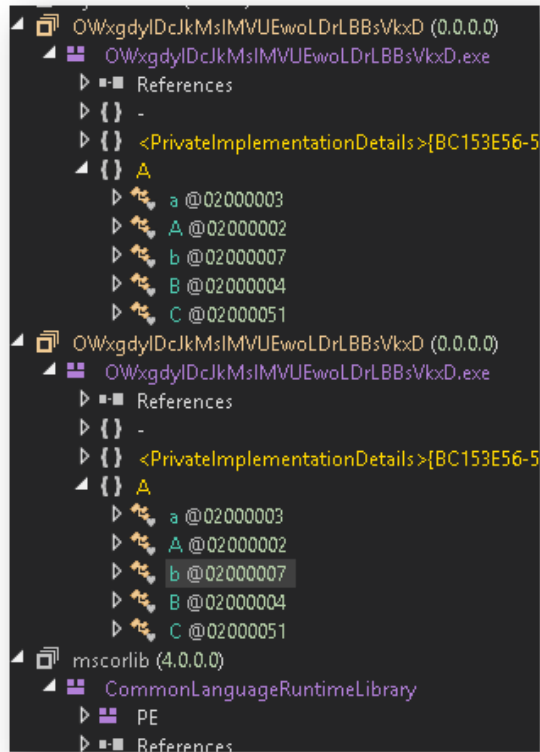 OWxgdyIDcJkMsIMVUEwoLDrLBBsVkxD (0.0.0.0)
OWxgdyIDcJkMsIMVUEwoLDrLBBsVkxD.exe
References
{} -
{} <PrivateImplementationDetails>{BC153E56-5
{} A
a @02000003
A @02000002
b @02000007
B @02000004
C @02000051
OWxgdyIDcJkMsIMVUEwoLDrLBBsVkxD (0.0.0.0)
OWxgdyIDcJkMsIMVUEwoLDrLBBsVkxD.exe
References
{} -
{} <PrivateImplementationDetails>{BC153E56-5
{} A
a @02000003
A @02000002
b @02000007
B @02000004
C @02000051
mscorlib (4.0.0.0)
CommonLanguageRuntimeLibrary
PE
References